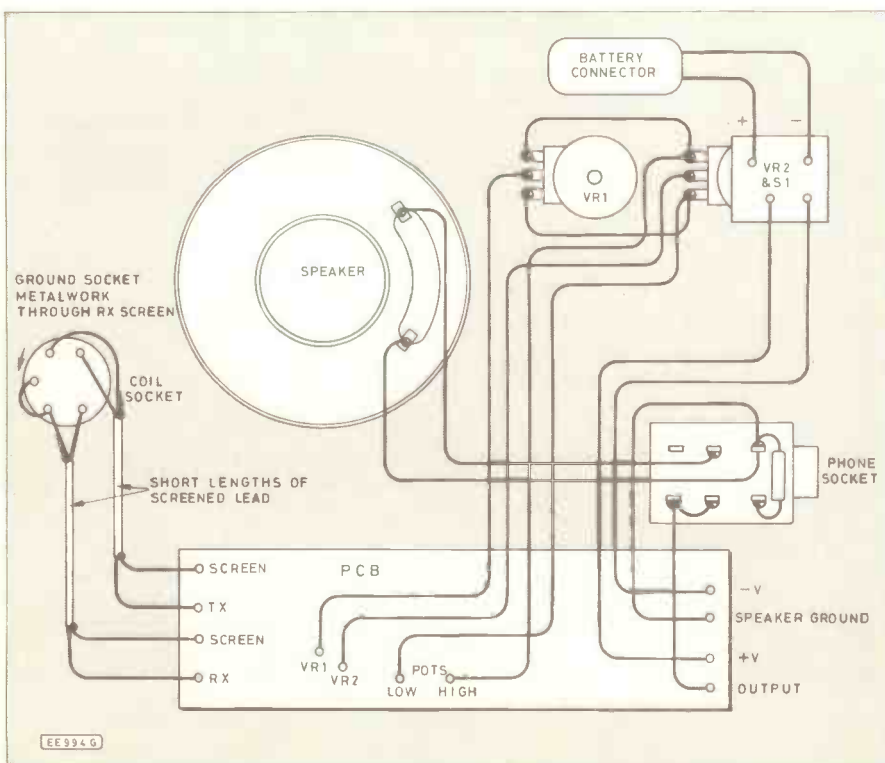 BATTERY
CONNECTOR
+ −
VR1
VR2
&S1
SPEAKER
GROUND SOCKET
METALWORK
THROUGH RX SCREEN
COIL
SOCKET
SHORT LENGTHS OF
SCREENED LEAD
PHONE
SOCKET
SCREEN
PCB
TX
SCREEN
RX
VR1
VR2
POTS
LOW HIGH
−V
SPEAKER GROUND
+V
OUTPUT
EE994G